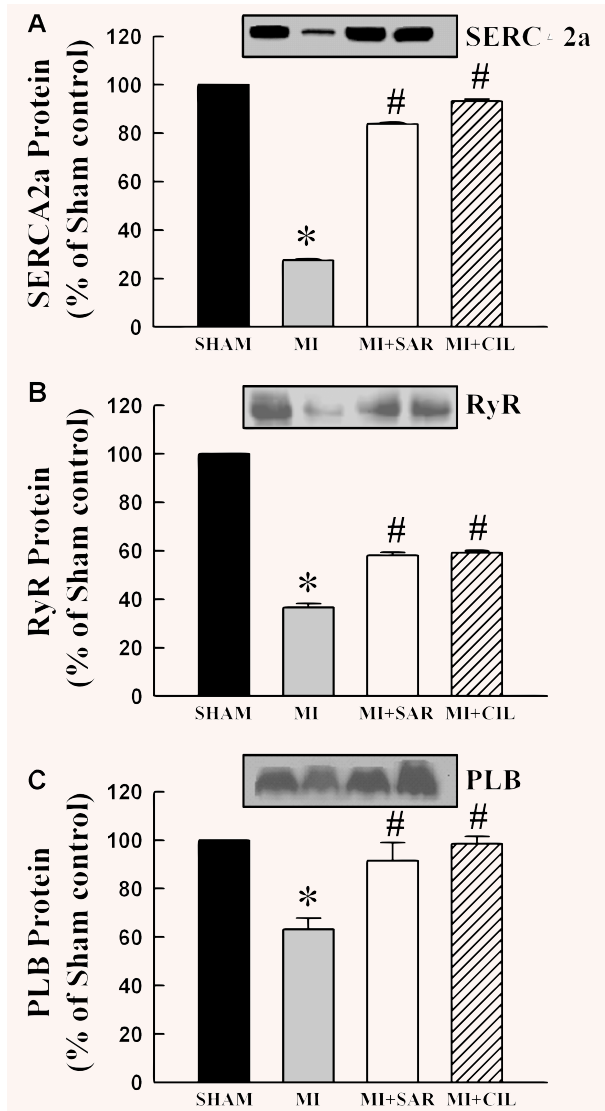 A
SERCA2a Protein
(% of Sham control)
120
100
80
60
40
20
0
SERC 2a
*
#
#
SHAM MI MI+SAR MI+CIL
B
RyR Protein
(% of Sham control)
120
100
80
60
40
20
0
RyR
*
#
#
SHAM MI MI+SAR MI+CIL
C
PLB Protein
(% of Sham control)
120
100
80
60
40
20
0
PLB
*
#
#
SHAM MI MI+SAR MI+CIL